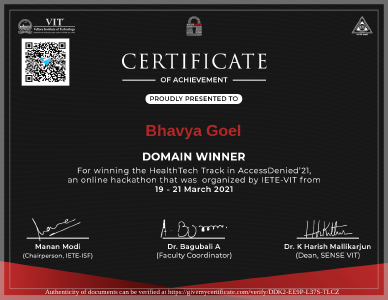 VIT
Vellore Institute of Technology
CERTIFICATE
OF ACHIEVEMENT
PROUDLY PRESENTED TO
Bhavya Goel
DOMAIN WINNER
For winning the HealthTech Track in AccessDenied'21,
an online hackathon that was organized by IETE-VIT from
19 - 21 March 2021
Manan Modi
(Chairperson, IETE-ISF)
Dr. Bagubali A
(Faculty Coordinator)
Dr. K Harish Mallikarjun
(Dean, SENSE VIT)
Authenticity of documents can be verified at https://givemycertificate.com/verify/DDK2-EE9P-L37S-TLCZ